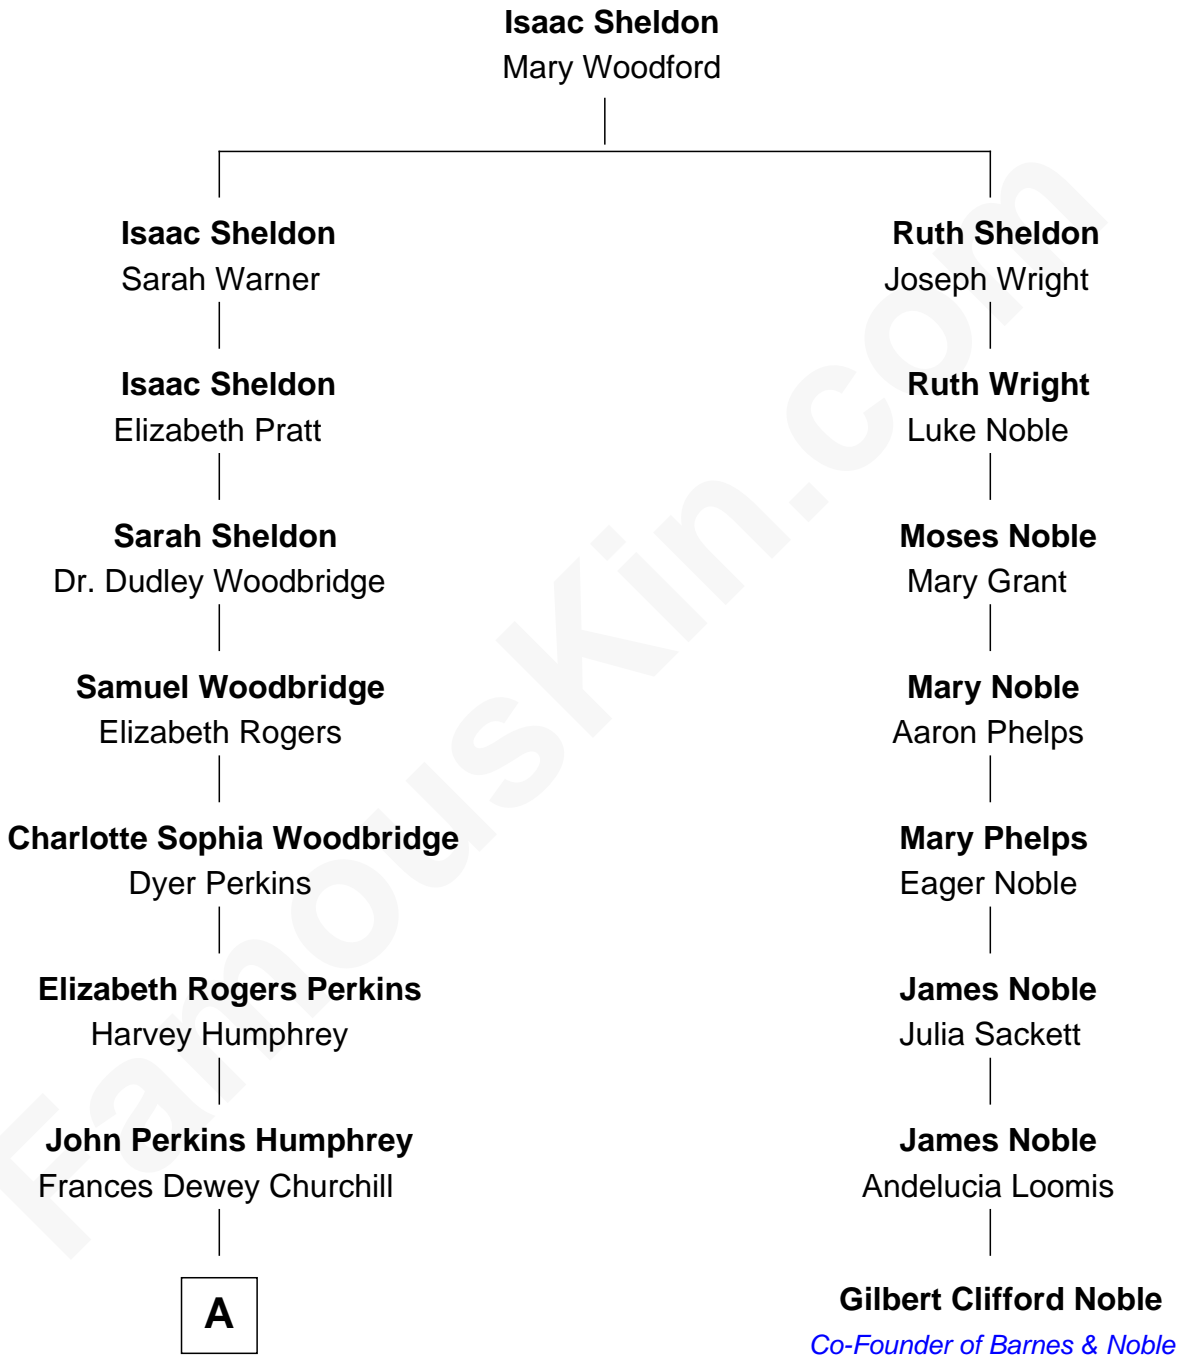 Isaac Sheldon
Mary Woodford
Isaac Sheldon
Sarah Warner
Ruth Sheldon
Joseph Wright
Isaac Sheldon
Elizabeth Pratt
Ruth Wright
Luke Noble
Sarah Sheldon
Dr. Dudley Woodbridge
Moses Noble
Mary Grant
Samuel Woodbridge
Elizabeth Rogers
Mary Noble
Aaron Phelps
Charlotte Sophia Woodbridge
Dyer Perkins
Mary Phelps
Eager Noble
Elizabeth Rogers Perkins
Harvey Humphrey
James Noble
Julia Sackett
John Perkins Humphrey
Frances Dewey Churchill
James Noble
Andelucia Loomis
A
Gilbert Clifford Noble
Co-Founder of Barnes & Noble
FamousKin.com